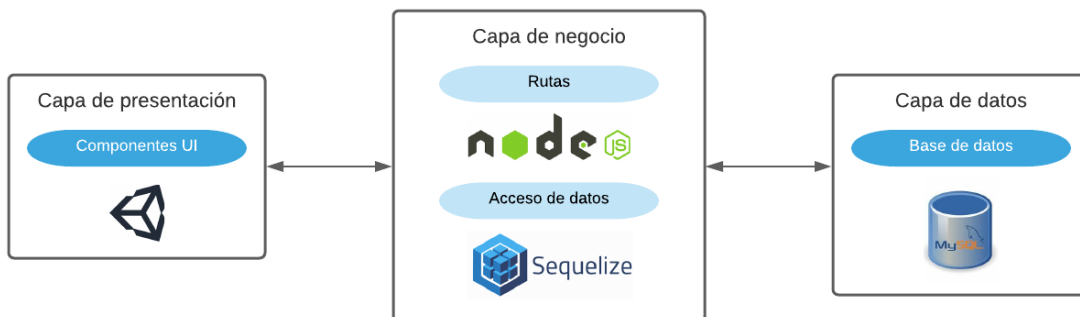 Capa de presentación
Componentes UI
Capa de negocio
Rutas
node
JS
Acceso de datos
Sequelize
Capa de datos
Base de datos
MySQL